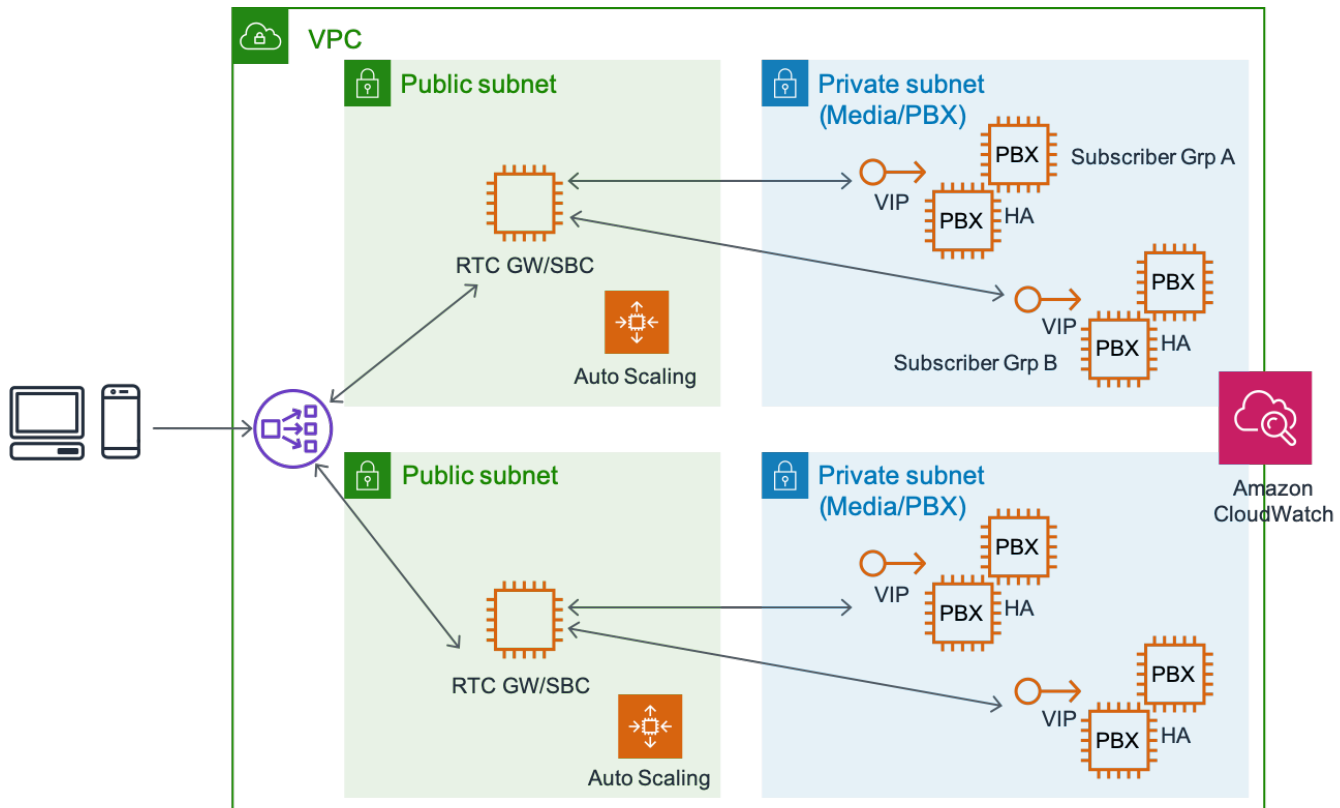 VPC
Public subnet
RTC GW/SBC
Auto Scaling
Private subnet
(Media/PBX)
PBX
Subscriber Grp A
VIP
PBX
HA
PBX
VIP
PBX
HA
Subscriber Grp B
Amazon
CloudWatch
Public subnet
RTC GW/SBC
Auto Scaling
Private subnet
(Media/PBX)
PBX
VIP
PBX
HA
PBX
VIP
PBX
HA